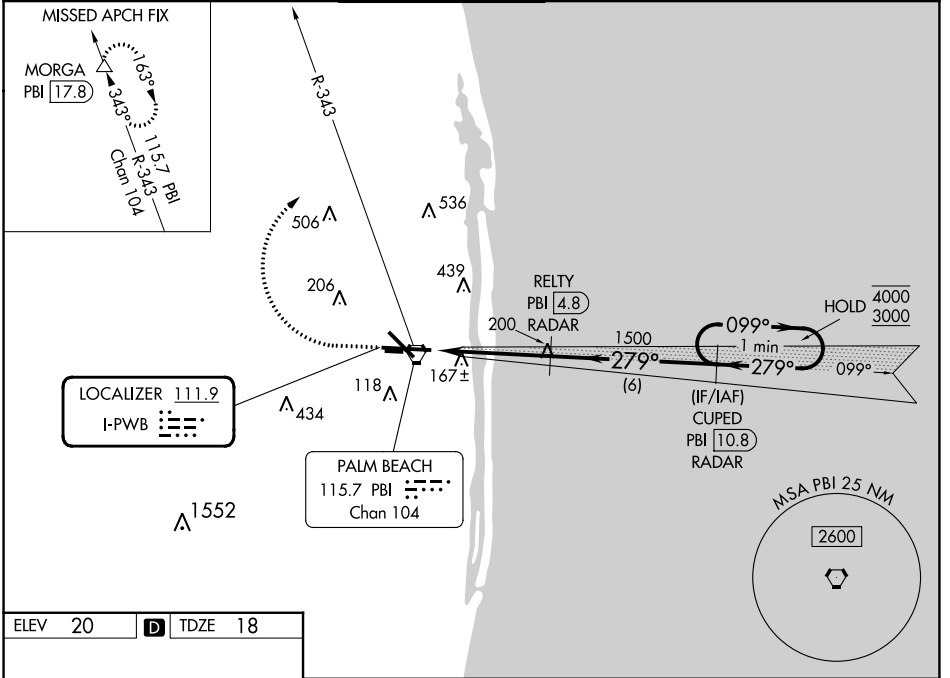 MISSED APCH FIX
MORGA
PBI 17.8
163°
343°
R-343
115.7 PBI
Chan 104
R-343
506
536
206
439
RELTY
PBI 4.8
RADAR
200
1500
279°
(6)
HOLD 4000
3000
099°
1 min
279°
099°
167±
(IF/IAF)
CUPED
PBI 10.8
RADAR
LOCALIZER 111.9
I-PWB
118
434
PALM BEACH
115.7 PBI
Chan 104
1552
MSA PBI 25 NM
2600
ELEV 20 D TDZE 18